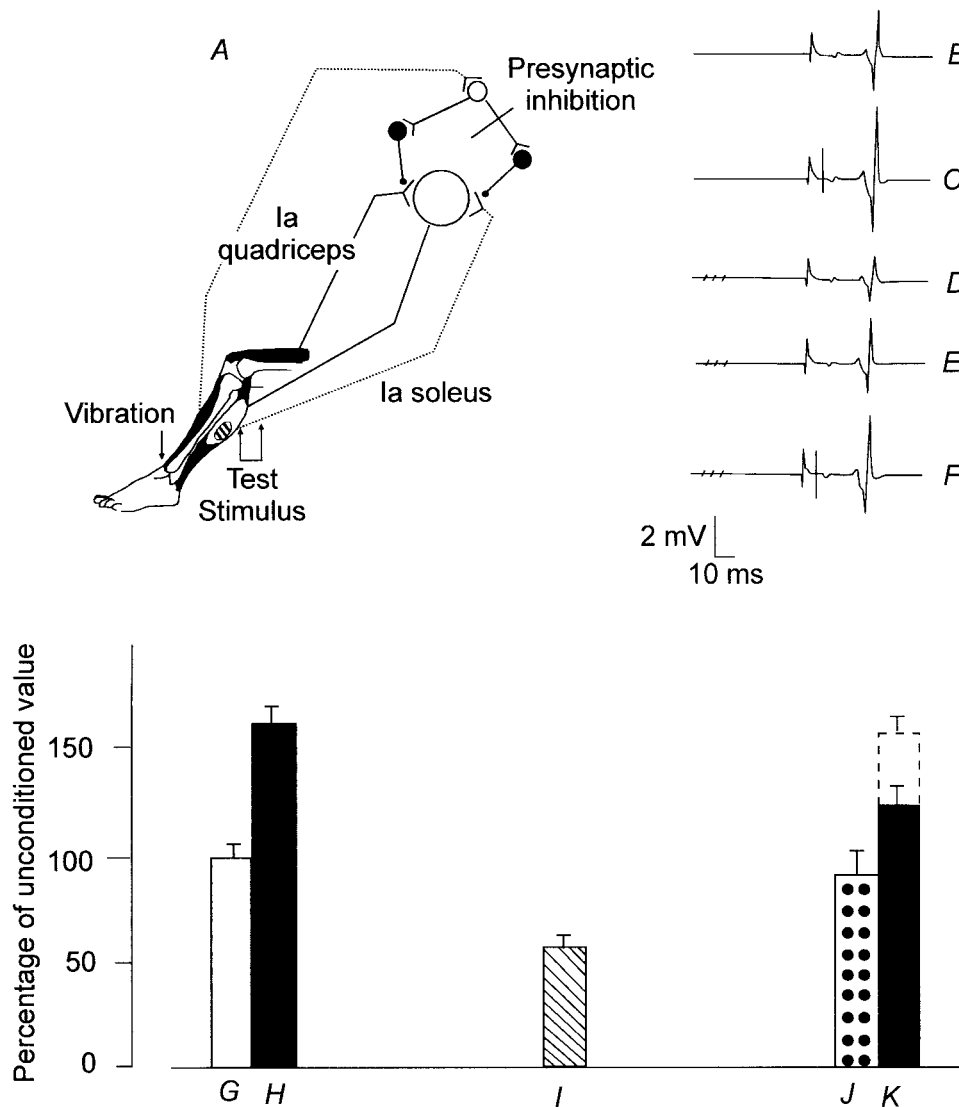 A
Presynaptic
inhibition
Ia
quadriceps
Ia soleus
Vibration
Test
Stimulus
B
C
D
E
F
2 mV
10 ms
Percentage of unconditioned value
150
100
50
0
G H I J K